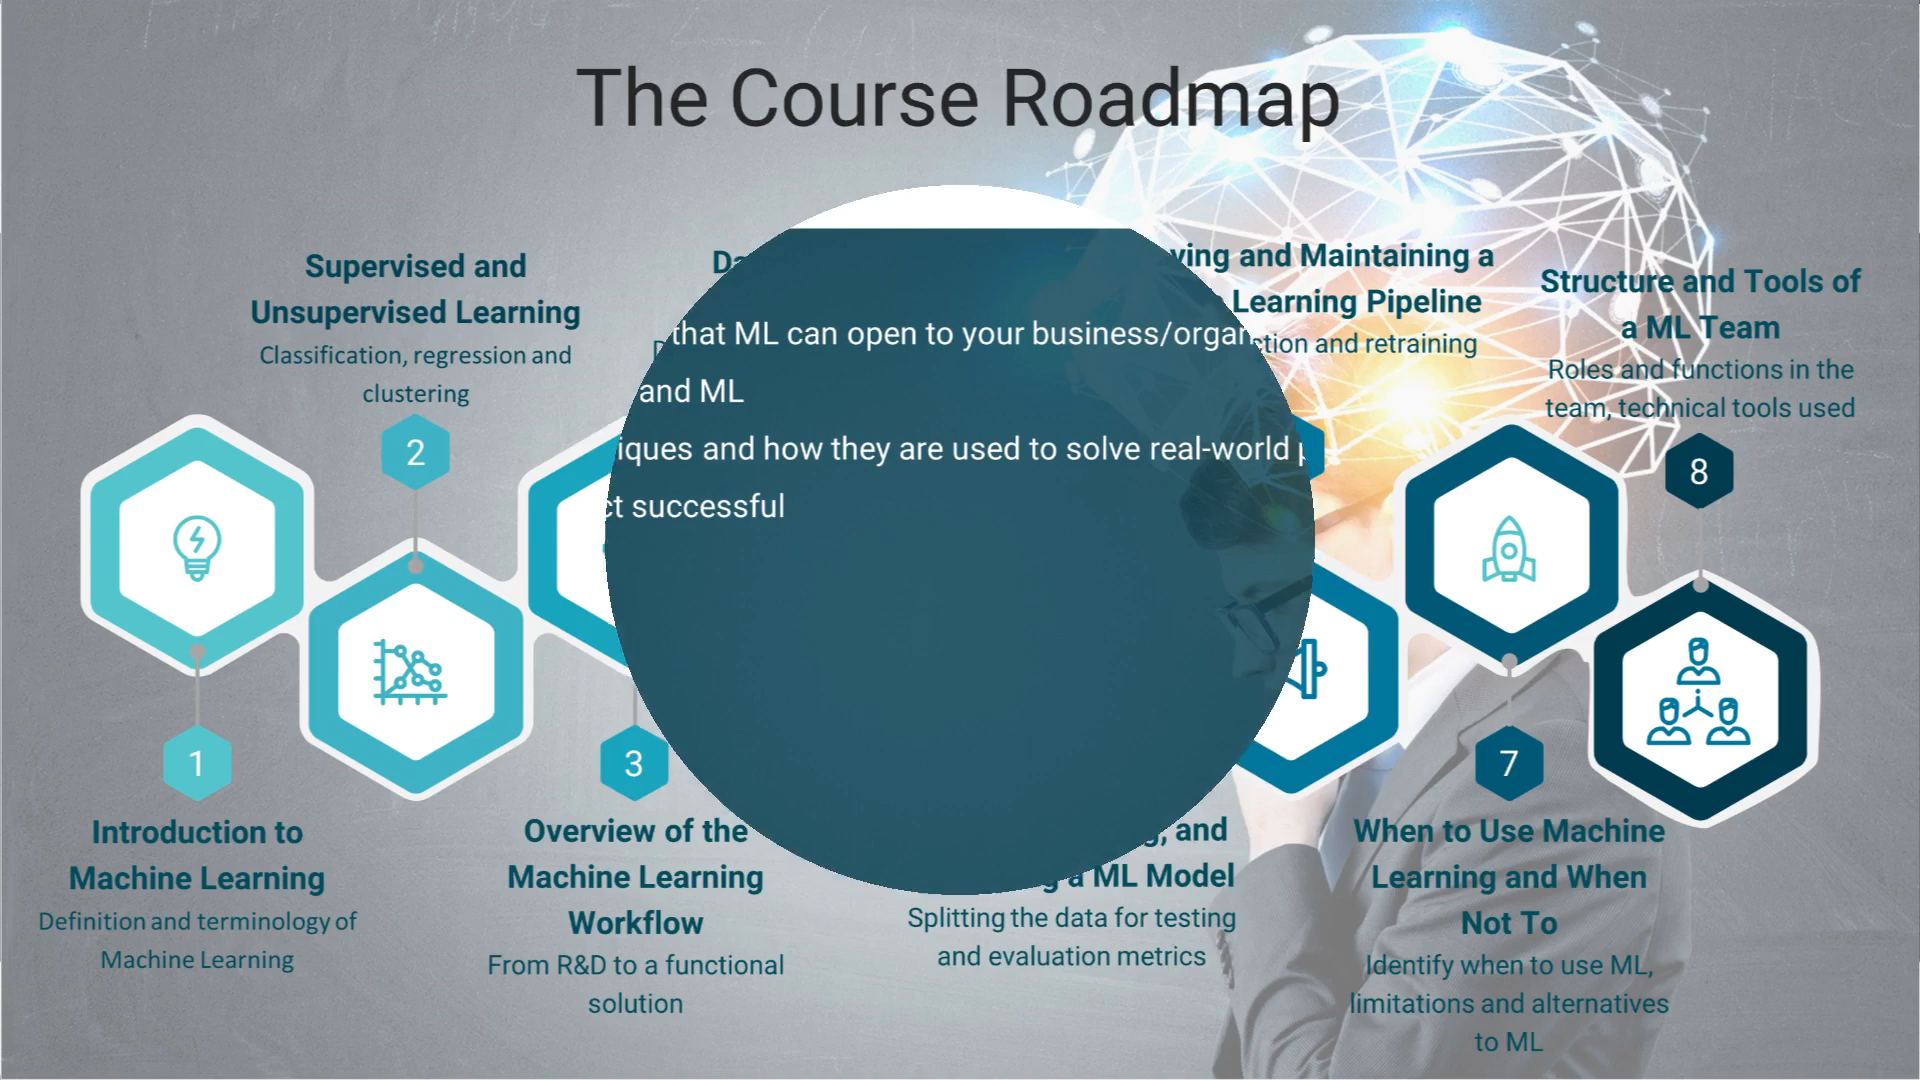 The Course Roadmap
Supervised and
Unsupervised Learning
Classification, regression and
clustering
2
and Maintaining a
Learning Pipeline
and retraining
Structure and Tools of
a ML Team
Roles and functions in the
team, technical tools used
8
that ML can open to your
and ML
and how they are used to solve real-world
successful
1
Introduction to
Machine Learning
Definition and terminology of
Machine Learning
3
Overview of the
Machine Learning
Workflow
From R&D to a functional
solution
and
a ML Model
Splitting the data for testing
and evaluation metrics
7
When to Use Machine
Learning and When
Not To
Identify when to use ML,
limitations and alternatives
to ML